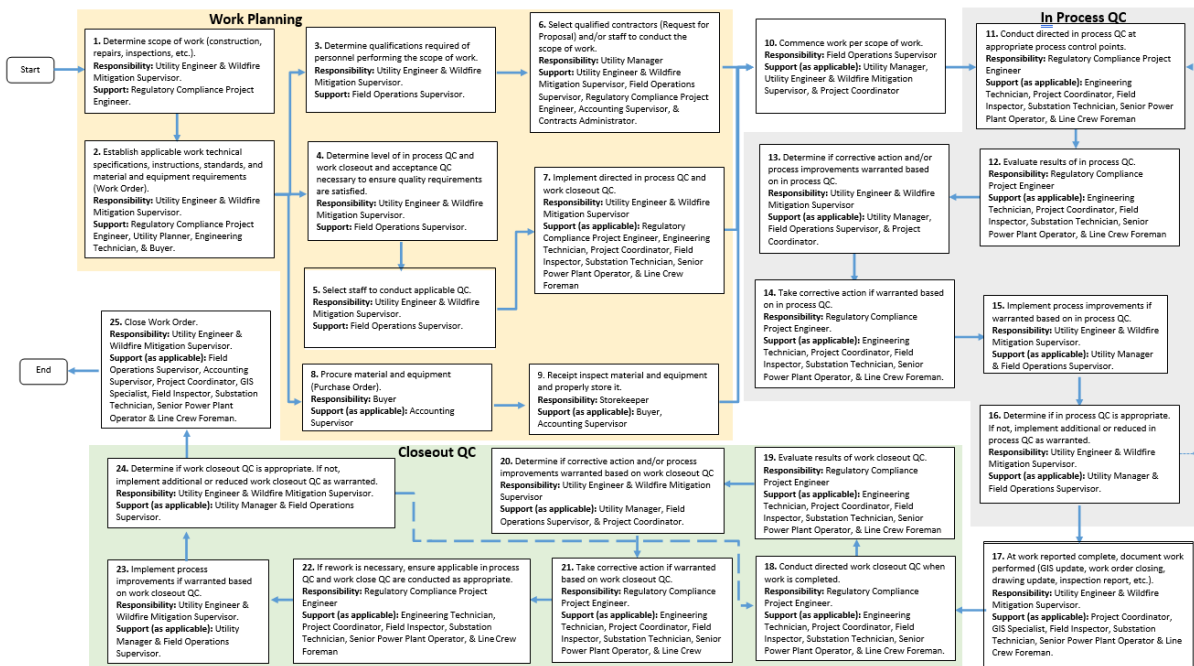 Work Planning
In Process QC
Start
1. Determine scope of work (construction,
repairs, inspections, etc.).
Responsibility: Utility Engineer & Wildfire
Mitigation Supervisor.
Support: Regulatory Compliance Project
Engineer.
2. Establish applicable work technical
specifications, instructions, standards, and
material and equipment requirements
(Work Order).
Responsibility: Utility Engineer & Wildfire
Mitigation Supervisor.
Support: Regulatory Compliance Project
Engineer, Utility Planner, Engineering
Technician, & Buyer.
3. Determine qualifications required of
personnel performing the scope of work.
Responsibility: Utility Engineer & Wildfire
Mitigation Supervisor.
Support: Field Operations Supervisor.
4. Determine level of in process QC and
work closeout and acceptance QC
necessary to ensure quality requirements
are satisfied.
Responsibility: Utility Engineer & Wildfire
Mitigation Supervisor.
Support: Field Operations Supervisor.
5. Select staff to conduct applicable QC.
Responsibility: Utility Engineer & Wildfire
Mitigation Supervisor.
Support: Field Operations Supervisor.
6. Select qualified contractors (Request for
Proposal) and/or staff to conduct the
scope of work.
Responsibility: Utility Manager
Support: Utility Engineer & Wildfire
Mitigation Supervisor, Field Operations
Supervisor, Regulatory Compliance Project
Engineer, Accounting Supervisor, &
Contracts Administrator.
7. Implement directed in process QC and
work closeout QC.
Responsibility: Utility Engineer & Wildfire
Mitigation Supervisor
Support (as applicable): Regulatory
Compliance Project Engineer, Engineering
Technician, Project Coordinator, Field
Inspector, Substation Technician, Senior
Power Plant Operator, & Line Crew
Foreman
8. Procure material and equipment
(Purchase Order).
Responsibility: Buyer
Support (as applicable): Accounting
Supervisor
9. Receipt inspect material and equipment
and properly store it.
Responsibility: Storekeeper
Support (as applicable): Buyer,
Accounting Supervisor
10. Commence work per scope of work.
Responsibility: Field Operations Supervisor
Support (as applicable): Utility Manager,
Utility Engineer & Wildfire Mitigation
Supervisor, & Project Coordinator
11. Conduct directed in process QC at
appropriate process control points.
Responsibility: Regulatory Compliance Project
Engineer
Support (as applicable): Engineering
Technician, Project Coordinator, Field
Inspector, Substation Technician, Senior Power
Plant Operator, & Line Crew Foreman
12. Evaluate results of in process QC.
Responsibility: Regulatory Compliance
Project Engineer
Support (as applicable): Engineering
Technician, Project Coordinator, Field
Inspector, Substation Technician, Senior
Power Plant Operator, & Line Crew Foreman
13. Determine if corrective action and/or
process improvements warranted based
on in process QC.
Responsibility: Utility Engineer & Wildfire
Mitigation Supervisor
Support (as applicable): Utility Manager,
Field Operations Supervisor, & Project
Coordinator.
14. Take corrective action if warranted based
on in process QC.
Responsibility: Regulatory Compliance
Project Engineer.
Support (as applicable): Engineering
Technician, Project Coordinator, Field
Inspector, Substation Technician, Senior
Power Plant Operator, & Line Crew Foreman.
15. Implement process improvements if
warranted based on in process QC.
Responsibility: Utility Engineer & Wildfire
Mitigation Supervisor.
Support (as applicable): Utility Manager
& Field Operations Supervisor.
16. Determine if in process QC is appropriate.
If not, implement additional or reduced in
process QC as warranted.
Responsibility: Utility Engineer & Wildfire
Mitigation Supervisor.
Support (as applicable): Utility Manager &
Field Operations Supervisor.
17. At work reported complete, document work
performed (GIS update, work order closing,
drawing update, inspection report, etc.).
Responsibility: Utility Engineer & Wildfire
Mitigation Supervisor.
Support (as applicable): Project Coordinator,
GIS Specialist, Field Inspector, Substation
Technician, Senior Power Plant Operator & Line
Crew Foreman.
Closeout QC
18. Conduct directed work closeout QC when
work is completed.
Responsibility: Regulatory Compliance
Project Engineer.
Support (as applicable): Engineering
Technician, Project Coordinator, Field
Inspector, Substation Technician, Senior
Power Plant Operator, & Line Crew Foreman
19. Evaluate results of work closeout QC.
Responsibility: Regulatory Compliance
Project Engineer
Support (as applicable): Engineering
Technician, Project Coordinator, Field
Inspector, Substation Technician, Senior
Power Plant Operator, & Line Crew Foreman
20. Determine if corrective action and/or process
improvements warranted based on work closeout QC
Responsibility: Utility Engineer & Wildfire Mitigation
Supervisor
Support (as applicable): Utility Manager, Field
Operations Supervisor, & Project Coordinator.
21. Take corrective action if warranted
based on work closeout QC.
Responsibility: Regulatory Compliance
Project Engineer.
Support (as applicable): Engineering
Technician, Project Coordinator, Field
Inspector, Substation Technician, Senior
Power Plant Operator, & Line Crew
22. If rework is necessary, ensure applicable in process
QC and work close QC are conducted as appropriate.
Responsibility: Regulatory Compliance Project
Engineer
Support (as applicable): Engineering Technician,
Project Coordinator, Field Inspector, Substation
Technician, Senior Power Plant Operator, & Line Crew
Foreman
23. Implement process
improvements if warranted based
on work closeout QC.
Responsibility: Utility Engineer &
Wildfire Mitigation Supervisor.
Support (as applicable): Utility
Manager & Field Operations
Supervisor.
24. Determine if work closeout QC is appropriate. If not,
implement additional or reduced work closeout QC as warranted.
Responsibility: Utility Engineer & Wildfire Mitigation Supervisor.
Support (as applicable): Utility Manager & Field Operations
Supervisor.
25. Close Work Order.
Responsibility: Utility Engineer &
Wildfire Mitigation Supervisor.
Support (as applicable): Field
Operations Supervisor, Accounting
Supervisor, Project Coordinator, GIS
Specialist, Field Inspector, Substation
Technician, Senior Power Plant
Operator & Line Crew Foreman.
End